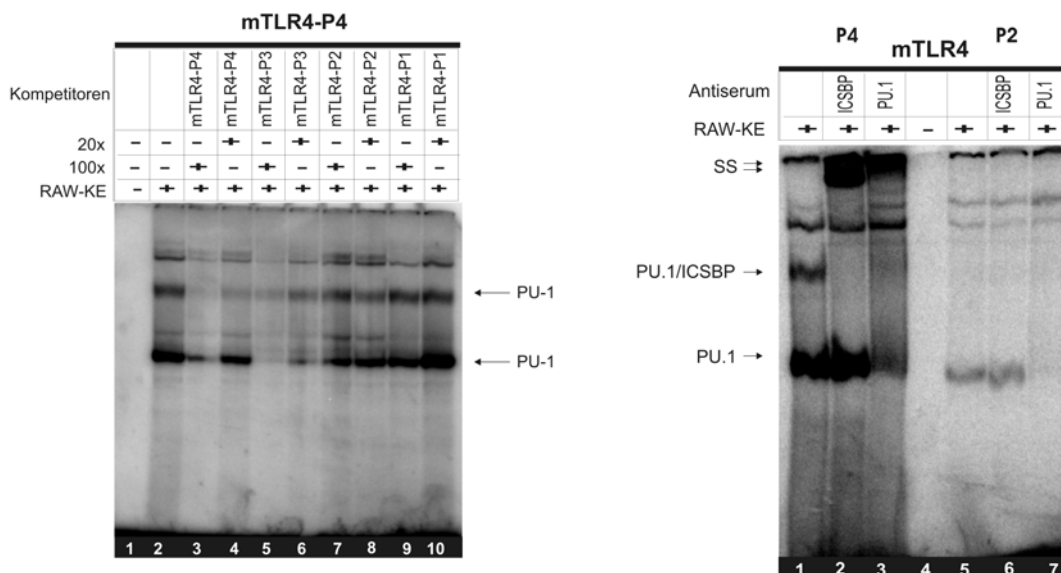 mTLR4-P4
Kompetitoren mTLR4-P4 mTLR4-P4 mTLR4-P3 mTLR4-P3 mTLR4-P2 mTLR4-P2 mTLR4-P1 mTLR4-P1
20x - - - + - + - + - +
100x - - + - + - + - + -
RAW-KE - + + + + + + + + +
PU-1
PU-1
1 2 3 4 5 6 7 8 9 10
P4 mTLR4 P2
Antiserum ICSBP PU.1 ICSBP PU.1
RAW-KE + + + - + + +
SS
PU.1/ICSBP
PU.1
1 2 3 4 5 6 7